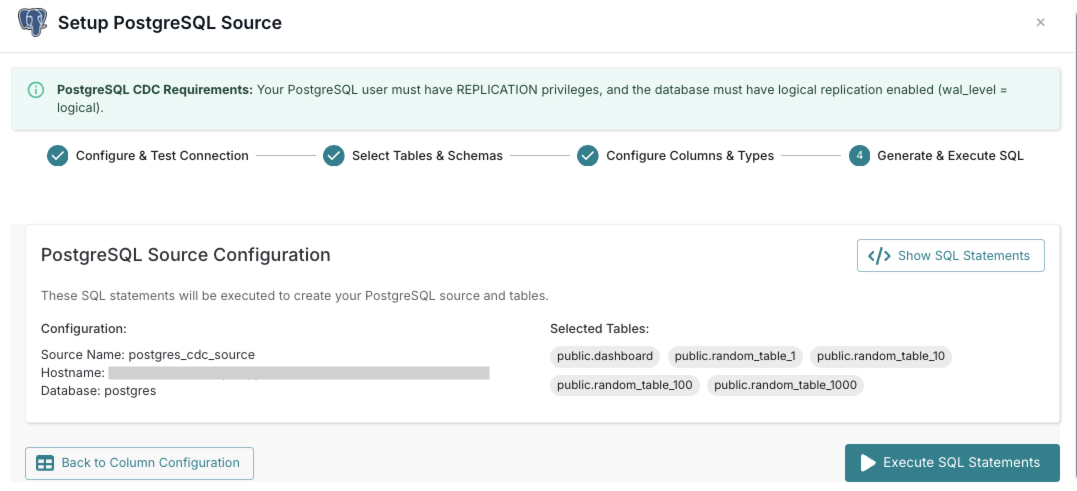 Setup PostgreSQL Source
PostgreSQL CDC Requirements: Your PostgreSQL user must have REPLICATION privileges, and the database must have logical replication enabled (wal_level =
logical).
Configure & Test Connection
Select Tables & Schemas
Configure Columns & Types
4 Generate & Execute SQL
PostgreSQL Source Configuration
</> Show SQL Statements
These SQL statements will be executed to create your PostgreSQL source and tables.
Configuration:
Source Name: postgres_cdc_source
Hostname:
Database: postgres
Selected Tables:
public.dashboard public.random_table_1 public.random_table_10
public.random_table_100 public.random_table_1000
Back to Column Configuration
Execute SQL Statements